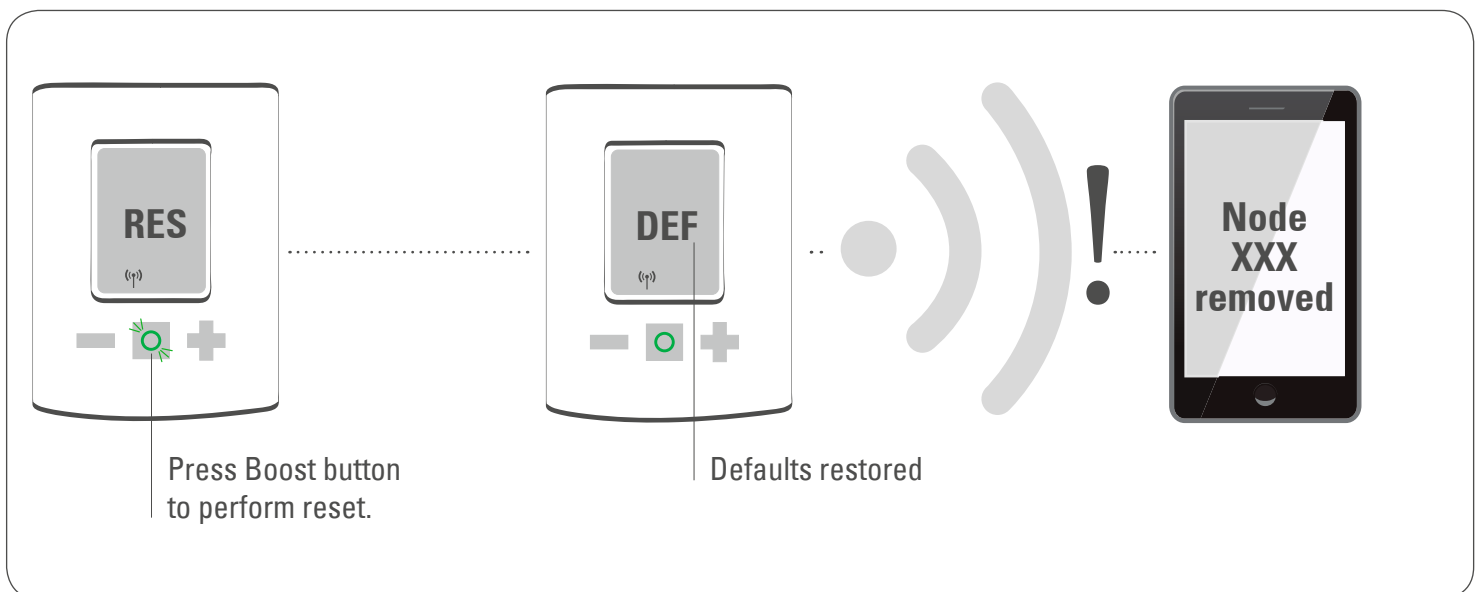 RES
DEF
Node
XXX
removed
Press Boost button
to perform reset.
Defaults restored